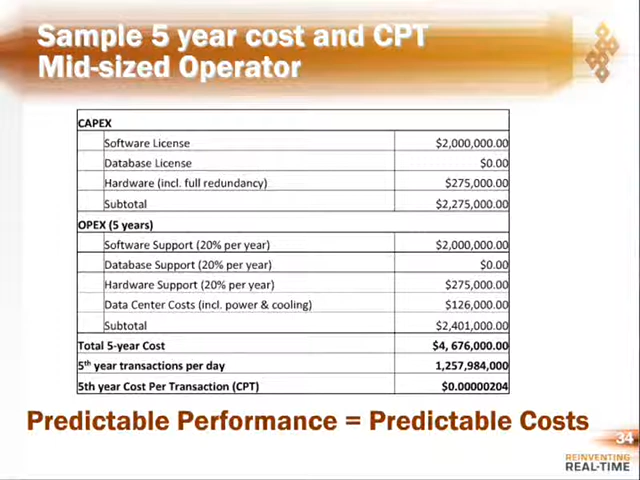 Sample 5 year cost and CPT
Mid-sized Operator
CAPEX
Software License $2,000,000.00
Database License $0.00
Hardware (incl. full redundancy) $275,000.00
Subtotal $2,275,000.00
OPEX (5 years)
Software Support (20% per year) $2,000,000.00
Database Support (20% per year) $0.00
Hardware Support (20% per year) $275,000.00
Data Center Costs (incl. power & cooling) $126,000.00
Subtotal $2,401,000.00
Total 5-year Cost $4, 676,000.00
5th year transactions per day 1,257,984,000
5th year Cost Per Transaction (CPT) $0.00000204
Predictable Performance = Predictable Costs
34
REINVENTING
REAL-TIME